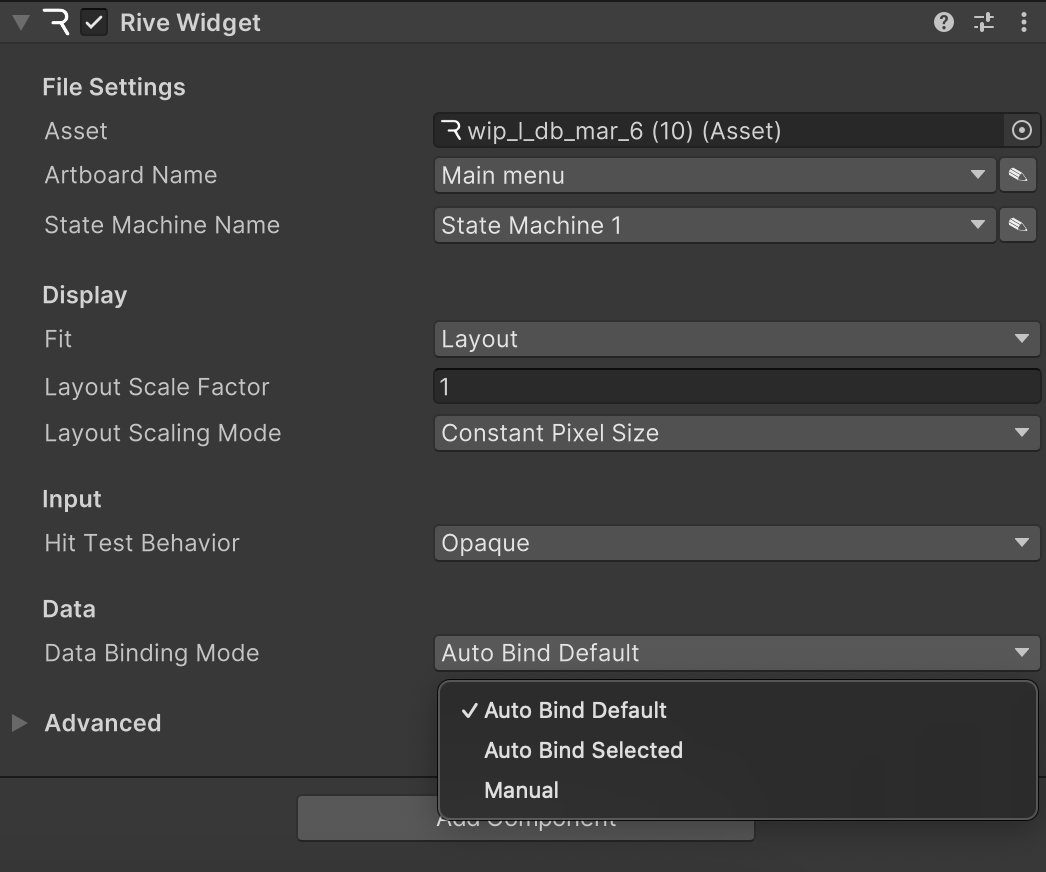 Rive Widget
File Settings
Asset wip_l_db_mar_6 (10) (Asset)
Artboard Name Main menu
State Machine Name State Machine 1
Display
Fit Layout
Layout Scale Factor 1
Layout Scaling Mode Constant Pixel Size
Input
Hit Test Behavior Opaque
Data
Data Binding Mode Auto Bind Default
✓ Auto Bind Default
Advanced
Auto Bind Selected
Manual
Add Component